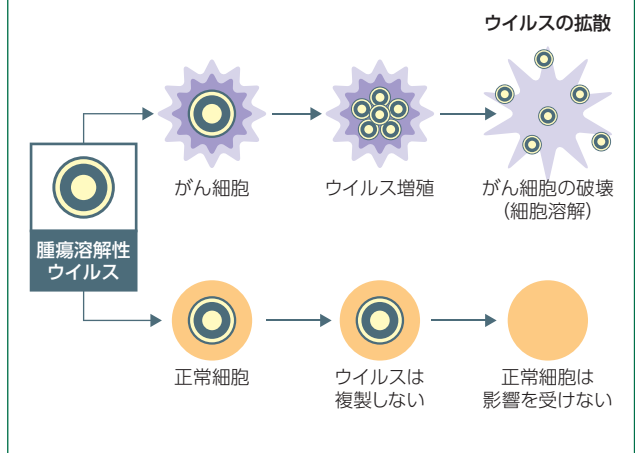 ウイルスの拡散
がん細胞
ウイルス増殖
がん細胞の破壊
（細胞溶解）
腫瘍溶解性
ウイルス
正常細胞
ウイルスは
複製しない
正常細胞は
影響を受けない